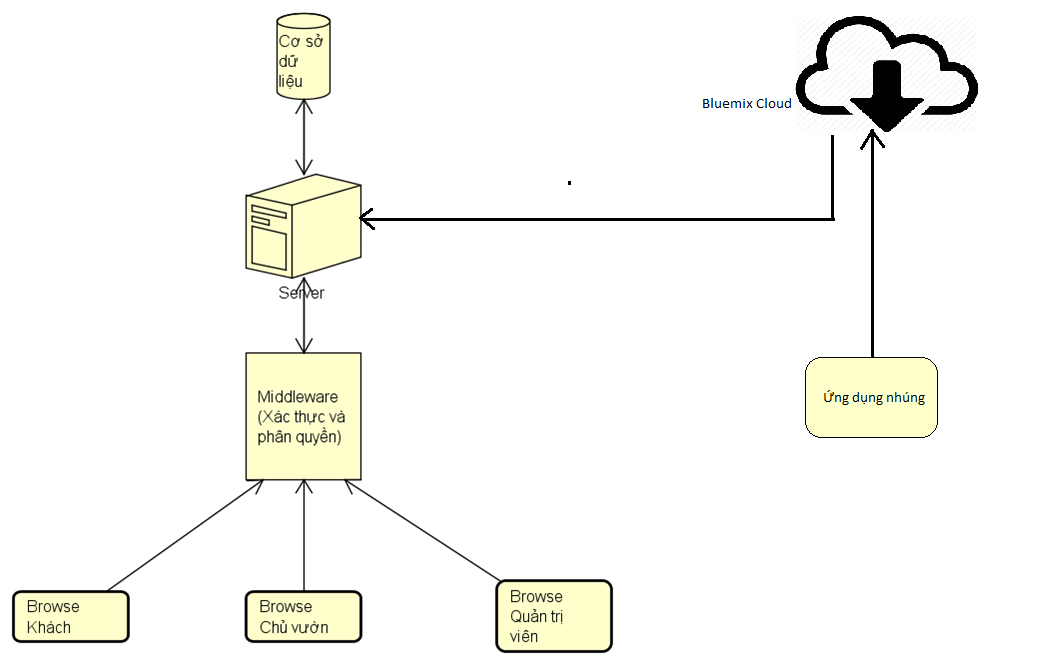 Cơ sở
dữ
liệu
Bluemix Cloud
Server
Middleware
(Xác thực và
phân quyền)
Ứng dụng nhúng
Browse
Khách
Browse
Chủ vườn
Browse
Quản trị
viên